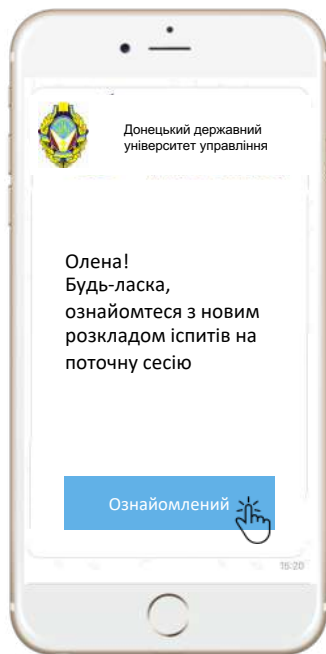 Донецький державний
університет управління
Олена!
Будь-ласка,
ознайомтеся з новим
розкладом іспитів на
поточну сесію
Ознайомлений
15:20